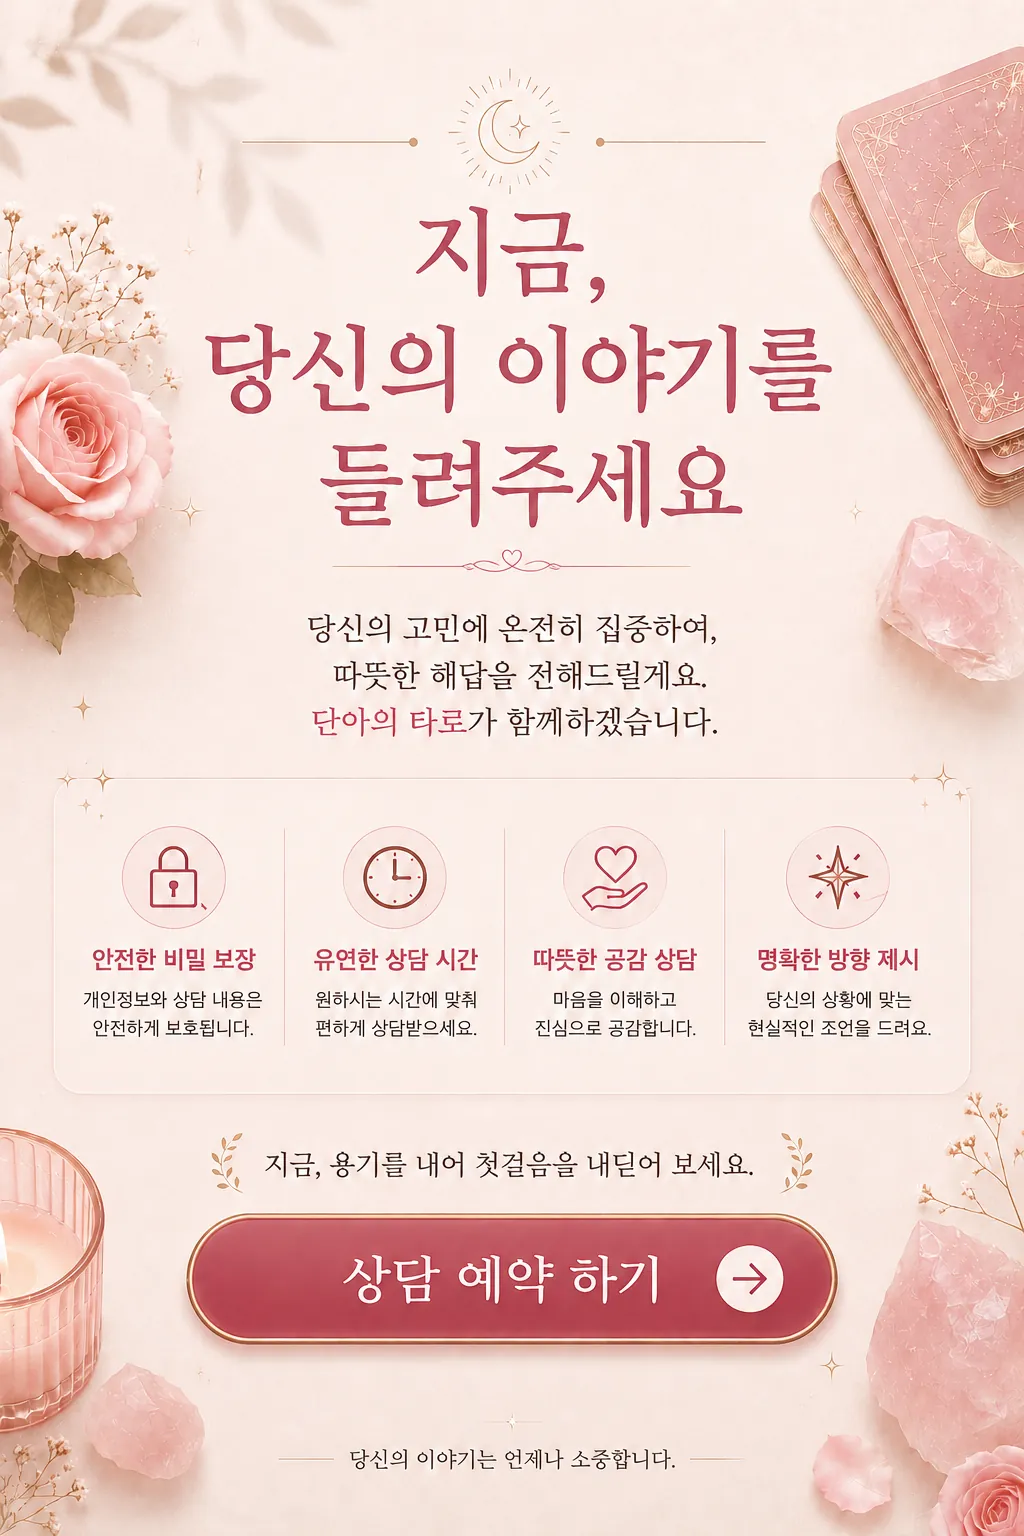 지금,
당신의 이야기를
들려주세요
당신의 고민에 온전히 집중하여,
따뜻한 해답을 전해드릴게요.
단아의 타로가 함께하겠습니다.
안전한 비밀 보장
개인정보와 상담 내용은
안전하게 보호됩니다.
유연한 상담 시간
원하시는 시간에 맞춰
편하게 상담받으세요.
따뜻한 공감 상담
마음을 이해하고
진심으로 공감합니다.
명확한 방향 제시
당신의 상황에 맞는
현실적인 조언을 드려요.
지금, 용기를 내어 첫걸음을 내딛어 보세요.
상담 예약 하기
당신의 이야기는 언제나 소중합니다.